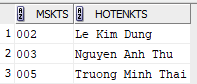 MSKTS HOTENKTS
1 002 Le Kim Dung
2 003 Nguyen Anh Thu
3 005 Truong Minh Thai